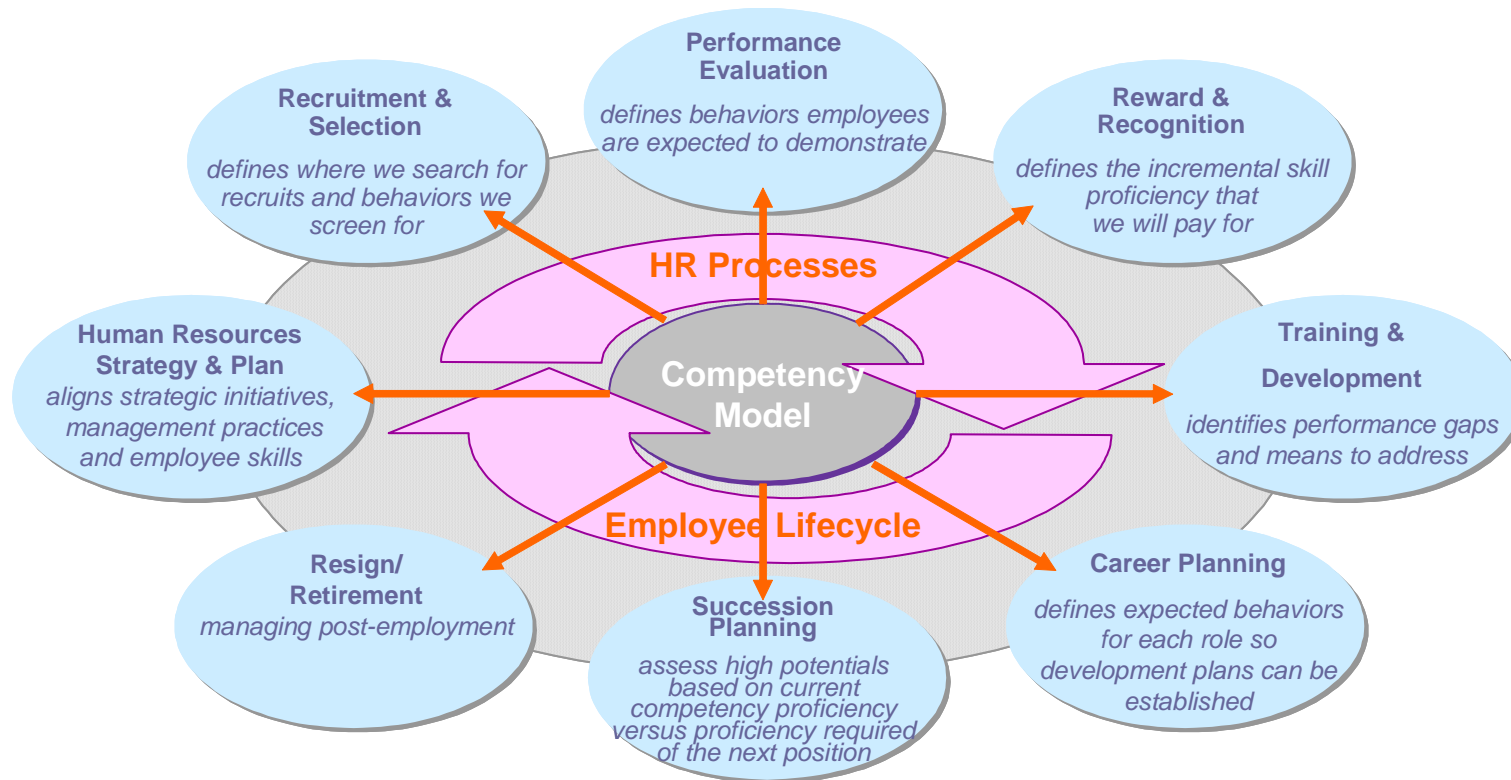 Performance
Evaluation
defines behaviors employees
are expected to demonstrate
Recruitment &
Selection
defines where we search for
recruits and behaviors we
screen for
Reward &
Recognition
defines the incremental skill
proficiency that
we will pay for
HR Processes
Human Resources
Strategy & Plan
aligns strategic initiatives,
management practices
and employee skills
Competency
Model
Training &
Development
identifies performance gaps
and means to address
Employee Lifecycle
Resign/
Retirement
managing post-employment
Succession
Planning
assess high potentials
based on current
competency proficiency
versus proficiency required
of the next position
Career Planning
defines expected behaviors
for each role so
development plans can be
established